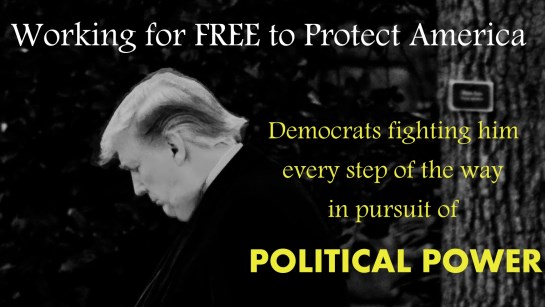 Working for FREE to Protect America
Democrats fighting him
every step of the way
in pursuit of
POLITICAL POWER